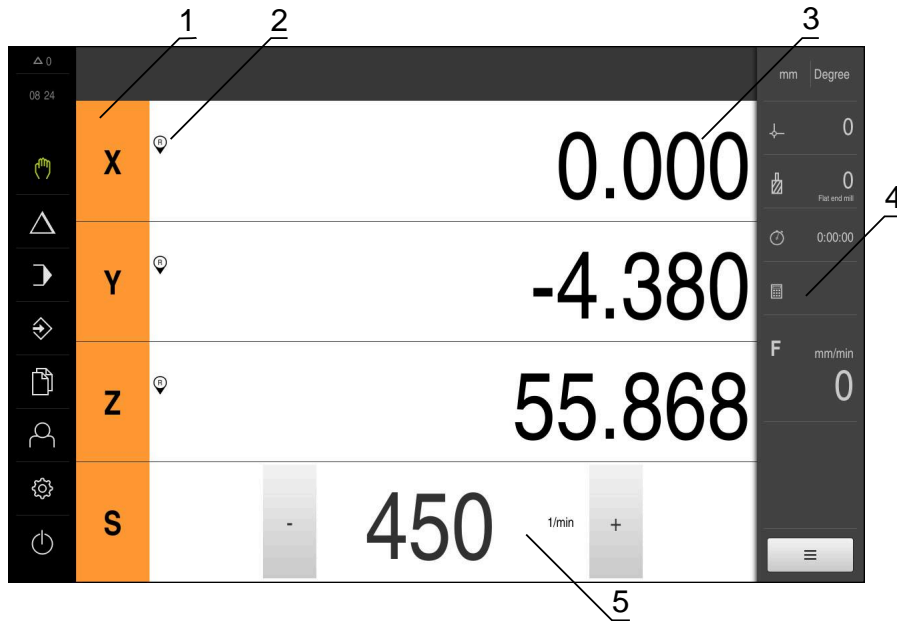 1
2
3
0
08 24
mm
Degree
X
R
0.000
0
0
Flat end mill
4
Y
R
-4.380
0:00:00
Z
R
55.868
F
mm/min
0
S
-
450
1/min
+
5